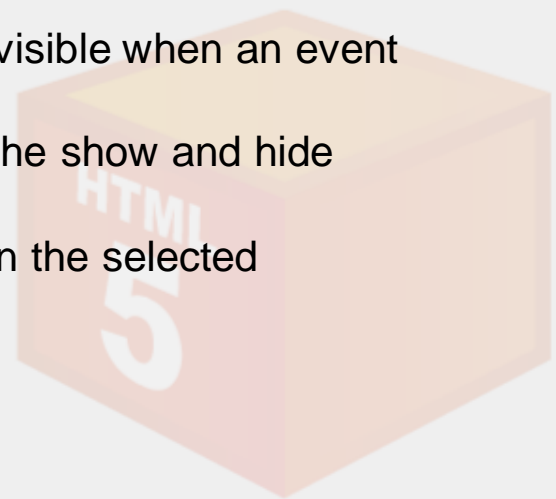 visible when an event
he show and hide
n the selected
HTML
5